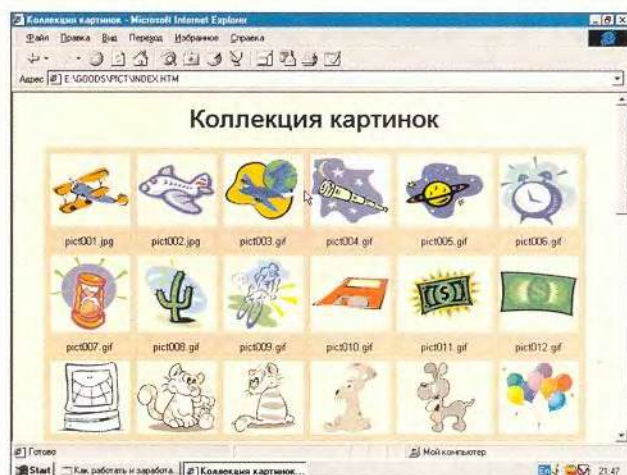 Коллекция картинок - Microsoft Internet Explorer
Файл Правка Вид Переход Избранное Справка
Адрес E:\GOODS\PICT\INDEX.HTM
Коллекция картинок
pict001.jpg pict002.jpg pict003.gif pict004.gif pict005.gif pict006.gif
pict007.gif pict008.gif pict009.gif pict010.gif pict011.gif pict012.gif
Готово Мой компьютер
Start Как работать и заработа... Коллекция картинок... 21:47